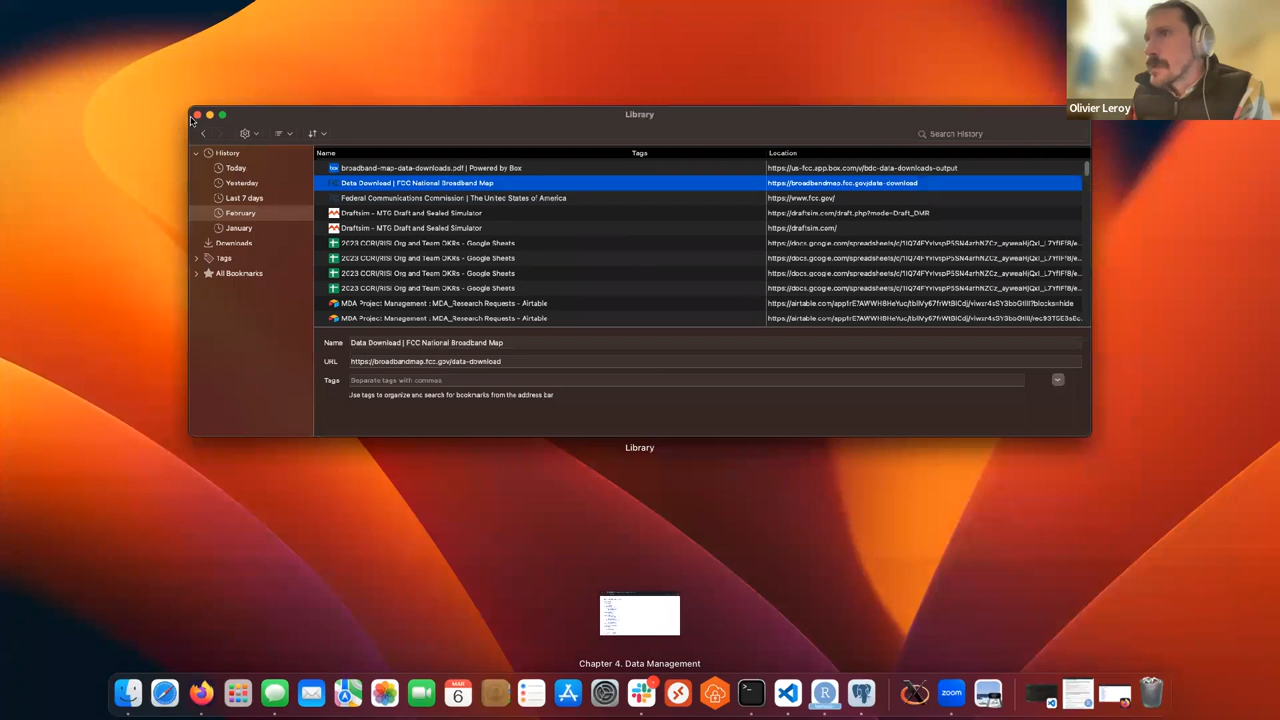 Olivier Leroy
Library
Search History
Name Tags Location
History
Today
Yesterday
Last 7 days
February
January
Downloads
Tags
All Bookmarks
broadband-map-data-downloads.pdf | Powered by Box https://us-fcc.app.box.com/v/bdc-data-downloads-output
Data Download | FCC National Broadband Map https://broadbandmap.fcc.gov/data-download
Federal Communications Commission | The United States of America https://www.fcc.gov/
Draftsim - MTG Draft and Sealed Simulator https://draftsim.com/draft.php?mode=Draft_DMR
Draftsim - MTG Draft and Sealed Simulator https://draftsim.com/
2023 CCRI/RISI Org and Team OKRs - Google Sheets
2023 CCRI/RISI Org and Team OKRs - Google Sheets
2023 CCRI/RISI Org and Team OKRs - Google Sheets
2023 CCRI/RISI Org and Team OKRs - Google Sheets
MDA Project Management : MDA_Research Requests - Airtable
MDA Project Management : MDA_Research Requests - Airtable
Name Data Download | FCC National Broadband Map
URL https://broadbandmap.fcc.gov/data-download
Tags Separate tags with commas
Use tags to organize and search for bookmarks from the address bar
Library
Chapter 4. Data Management
MAR
6
zoom